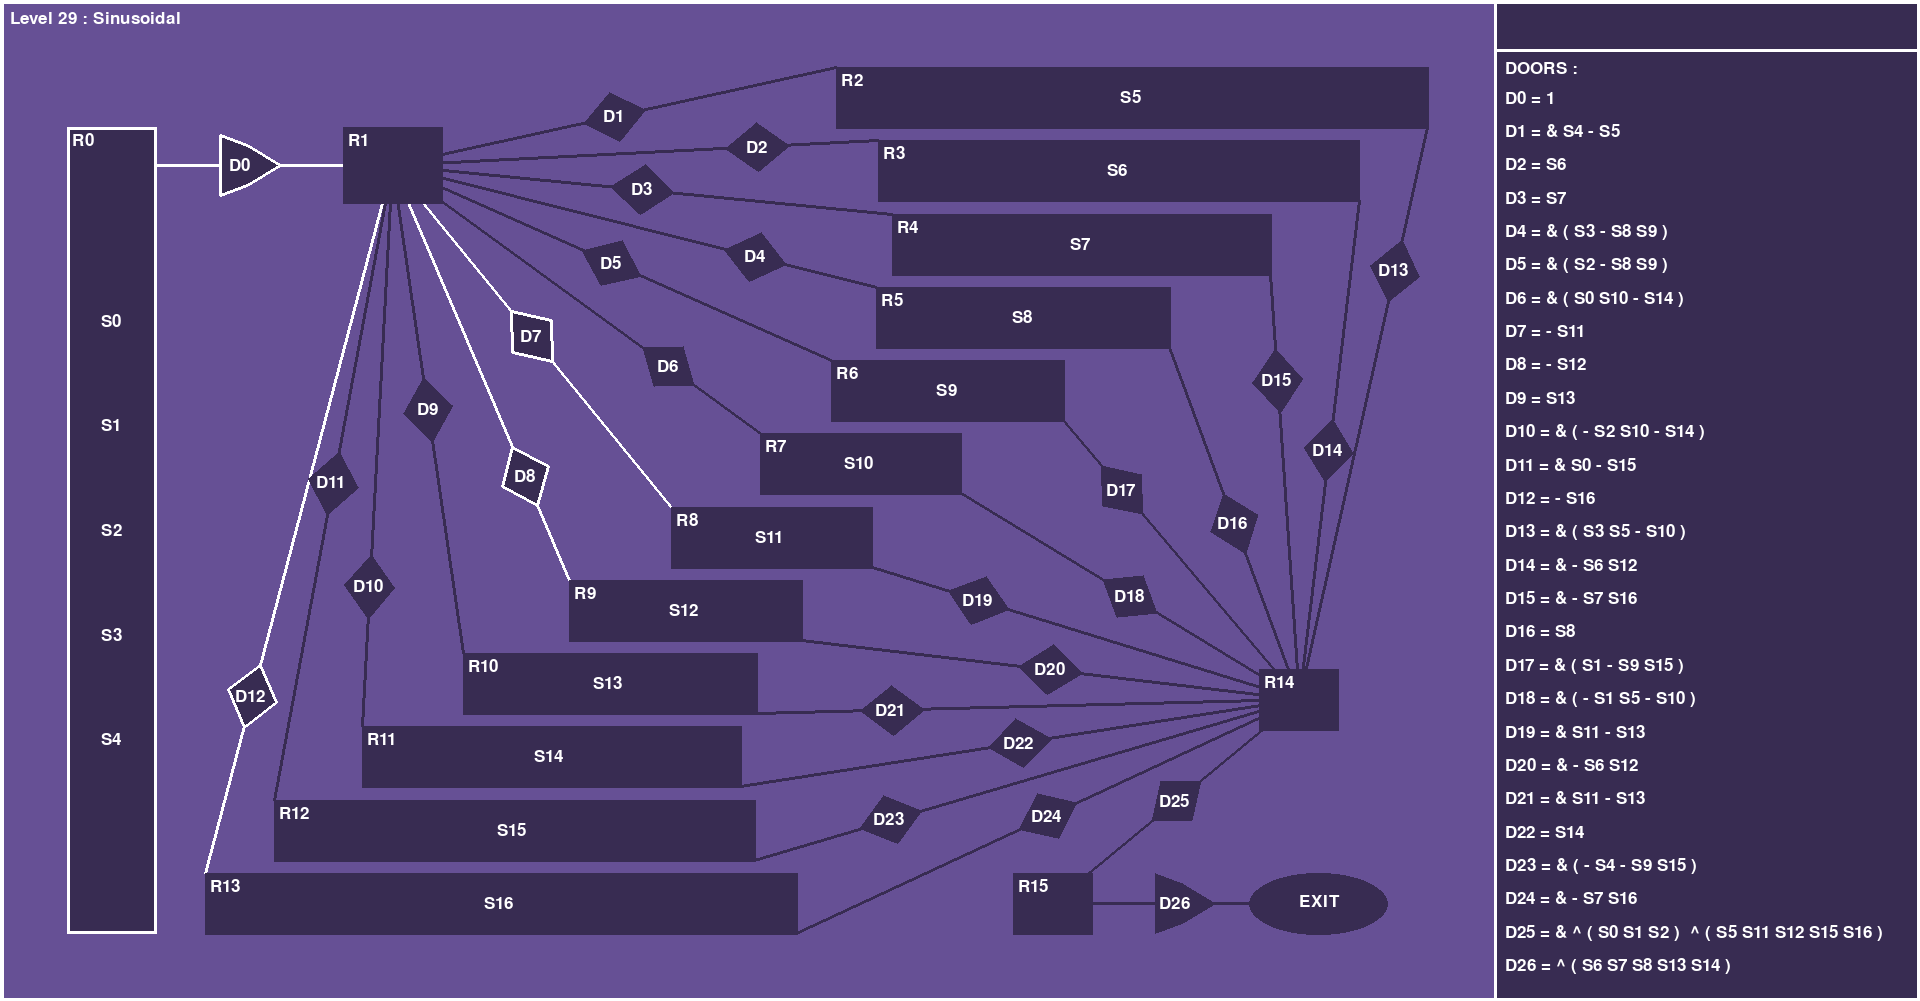 Level 29 : Sinusoidal
R0
S0
S1
S2
S3
S4
D0
R1
D1
D2
D3
D4
D5
D6
D7
D8
D9
D10
D11
D12
R2
S5
R3
S6
R4
S7
R5
S8
R6
S9
R7
S10
R8
S11
R9
S12
R10
S13
R11
S14
R12
S15
R13
S16
D13
D14
D15
D16
D17
D18
D19
D20
D21
D22
D23
D24
R14
D25
R15
D26
EXIT
DOORS :
D0 = 1
D1 = & S4 - S5
D2 = S6
D3 = S7
D4 = & ( S3 - S8 S9 )
D5 = & ( S2 - S8 S9 )
D6 = & ( S0 S10 - S14 )
D7 = - S11
D8 = - S12
D9 = S13
D10 = & ( - S2 S10 - S14 )
D11 = & S0 - S15
D12 = - S16
D13 = & ( S3 S5 - S10 )
D14 = & - S6 S12
D15 = & - S7 S16
D16 = S8
D17 = & ( S1 - S9 S15 )
D18 = & ( - S1 S5 - S10 )
D19 = & S11 - S13
D20 = & - S6 S12
D21 = & S11 - S13
D22 = S14
D23 = & ( - S4 - S9 S15 )
D24 = & - S7 S16
D25 = & ^ ( S0 S1 S2 ) ^ ( S5 S11 S12 S15 S16 )
D26 = ^ ( S6 S7 S8 S13 S14 )